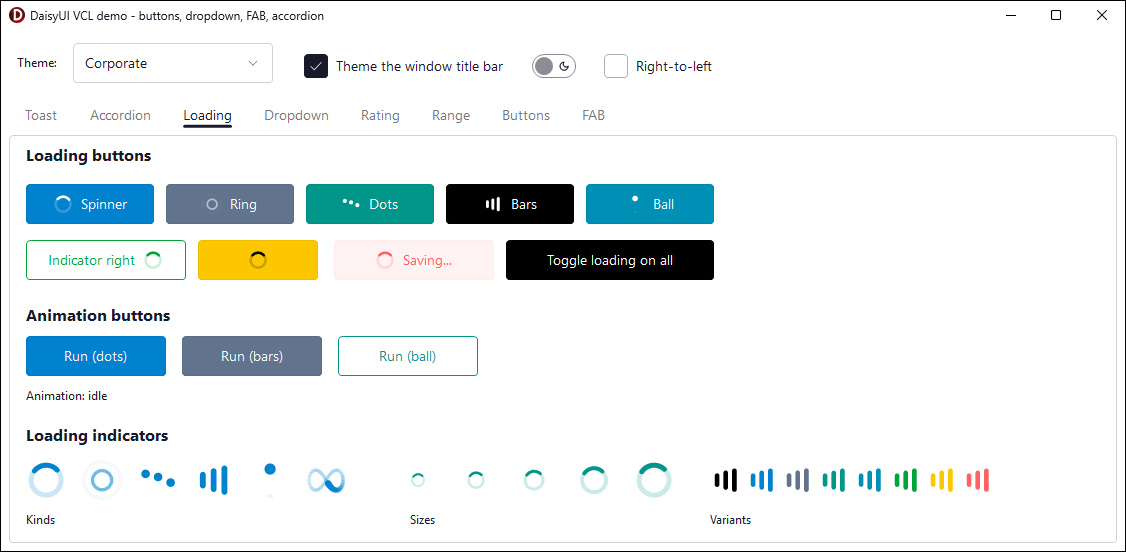 DaisyUI VCL demo - buttons, dropdown, FAB, accordion
Theme: Corporate Theme the window title bar Right-to-left
Toast Accordion Loading Dropdown Rating Range Buttons FAB
Loading buttons
Spinner Ring Dots Bars Ball
Indicator right Saving... Toggle loading on all
Animation buttons
Run (dots) Run (bars) Run (ball)
Animation: idle
Loading indicators
Kinds Sizes Variants